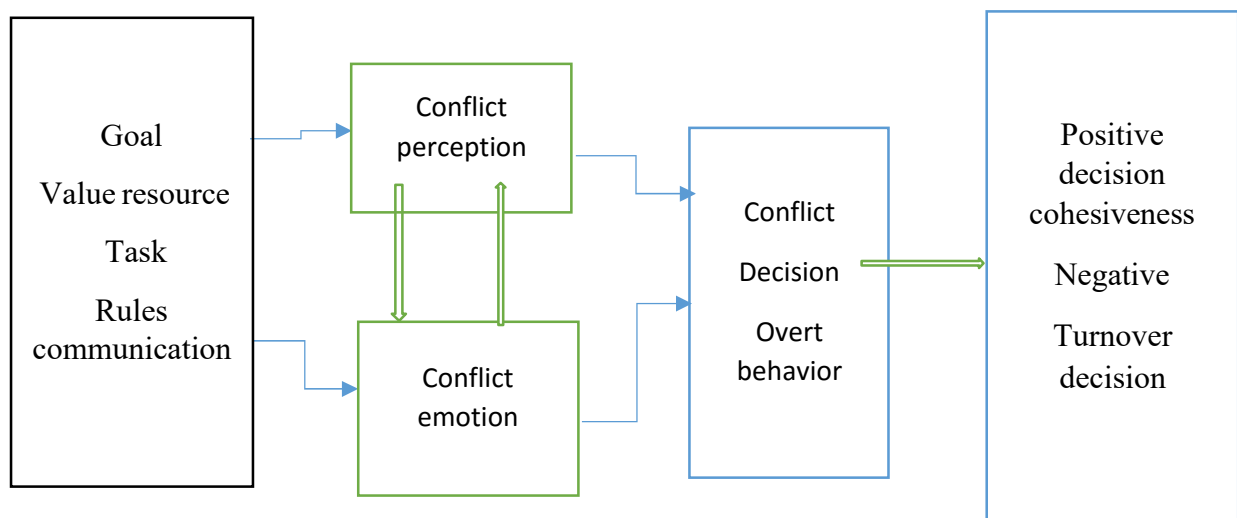 Goal
Value resource
Task
Rules
communication
Conflict
perception
Conflict
emotion
Conflict
Decision
Overt
behavior
Positive
decision
cohesiveness
Negative
Turnover
decision